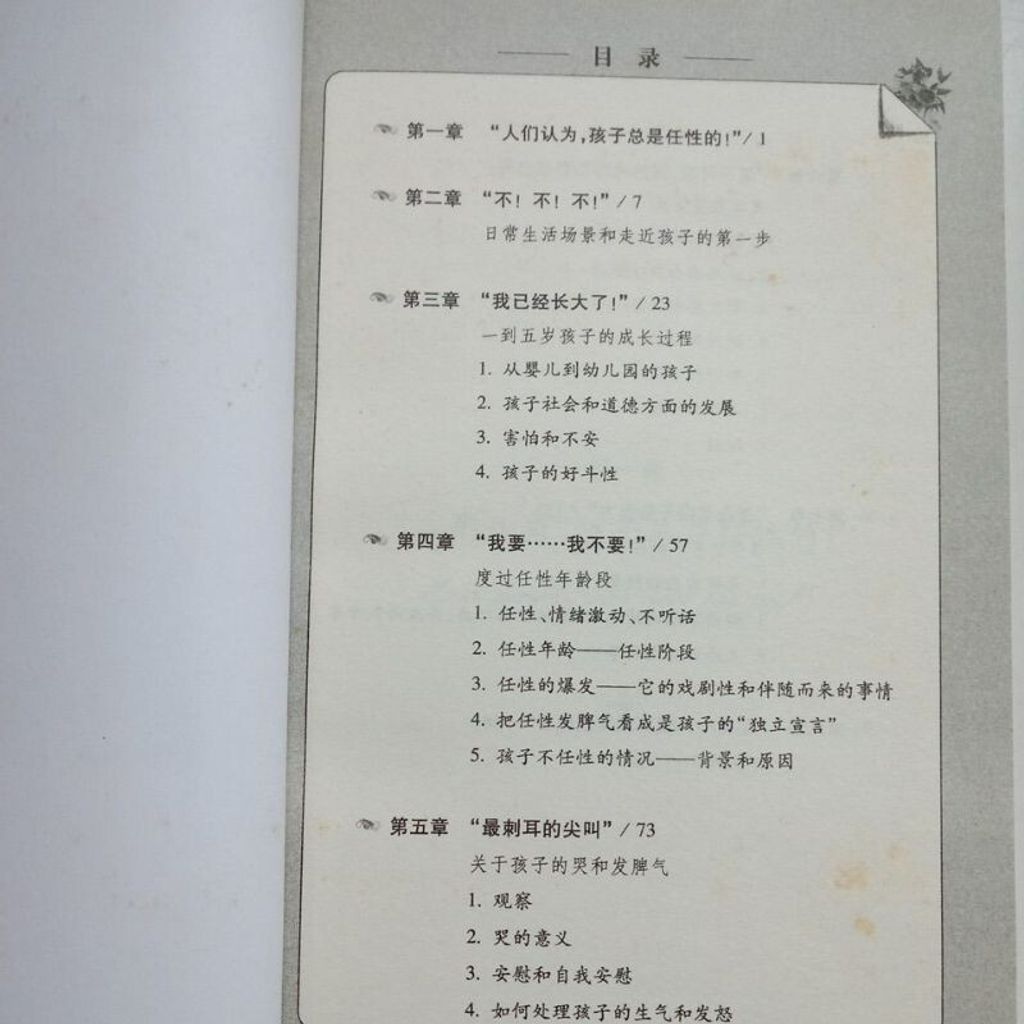 目 录
第一章 “人们认为,孩子总是任性的!”/ 1
第二章 “不! 不! 不!” / 7
日常生活场景和走近孩子的第一步
第三章 “我已经长大了!” / 23
一到五岁孩子的成长过程
1. 从婴儿到幼儿园的孩子
2. 孩子社会和道德方面的发展
3. 害怕和不安
4. 孩子的好斗性
第四章 “我要……我不要!” / 57
度过任性年龄段
1. 任性、情绪激动、不听话
2. 任性年龄——任性阶段
3. 任性的爆发——它的戏剧性和伴随而来的事情
4. 把任性发脾气看成是孩子的“独立宣言”
5. 孩子不任性的情况——背景和原因
第五章 “最刺耳的尖叫” / 73
关于孩子的哭和发脾气
1. 观察
2. 哭的意义
3. 安慰和自我安慰
4. 如何处理孩子的生气和发怒